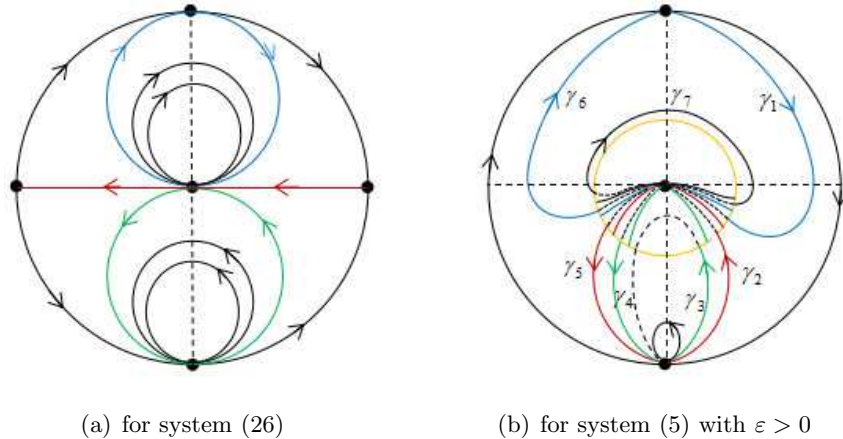 γ₆
γ₇
γ₁
γ₅
γ₄
γ₃
γ₂
(a) for system (26)
(b) for system (5) with ε > 0